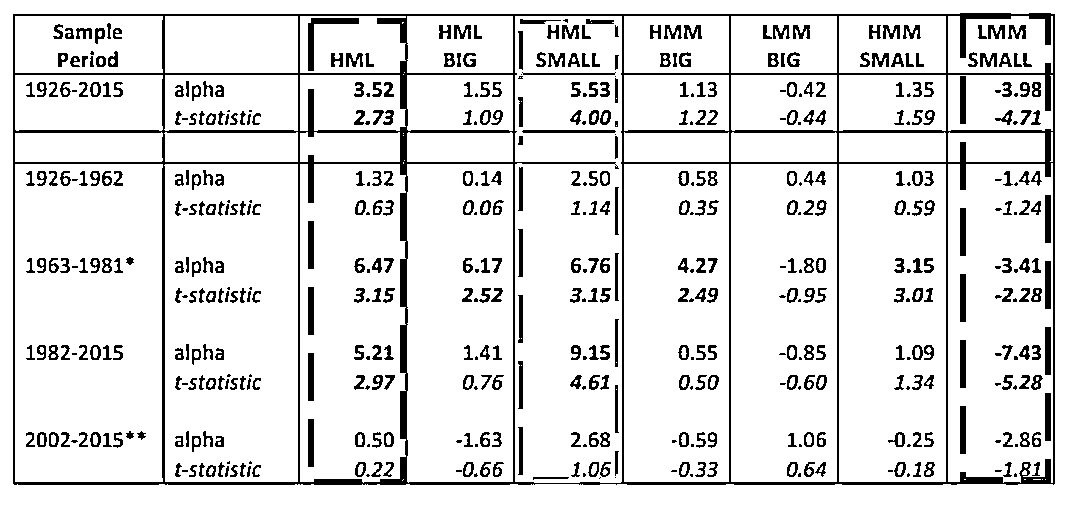 Sample Period HML HML BIG HML SMALL HMM BIG LMM BIG HMM SMALL LMM SMALL
1926-2015 alpha 3.52 1.55 5.53 1.13 -0.42 1.35 -3.98
t-statistic 2.73 1.09 4.00 1.22 -0.44 1.59 -4.71
1926-1962 alpha 1.32 0.14 2.50 0.58 0.44 1.03 -1.44
t-statistic 0.63 0.06 1.14 0.35 0.29 0.59 -1.24
1963-1981* alpha 6.47 6.17 6.76 4.27 -1.80 3.15 -3.41
t-statistic 3.15 2.52 3.15 2.49 -0.95 3.01 -2.28
1982-2015 alpha 5.21 1.41 9.15 0.55 -0.85 1.09 -7.43
t-statistic 2.97 0.76 4.61 0.50 -0.60 1.34 -5.28
2002-2015** alpha 0.50 -1.63 2.68 -0.59 1.06 -0.25 -2.86
t-statistic 0.22 -0.66 1.06 -0.33 0.64 -0.18 -1.81